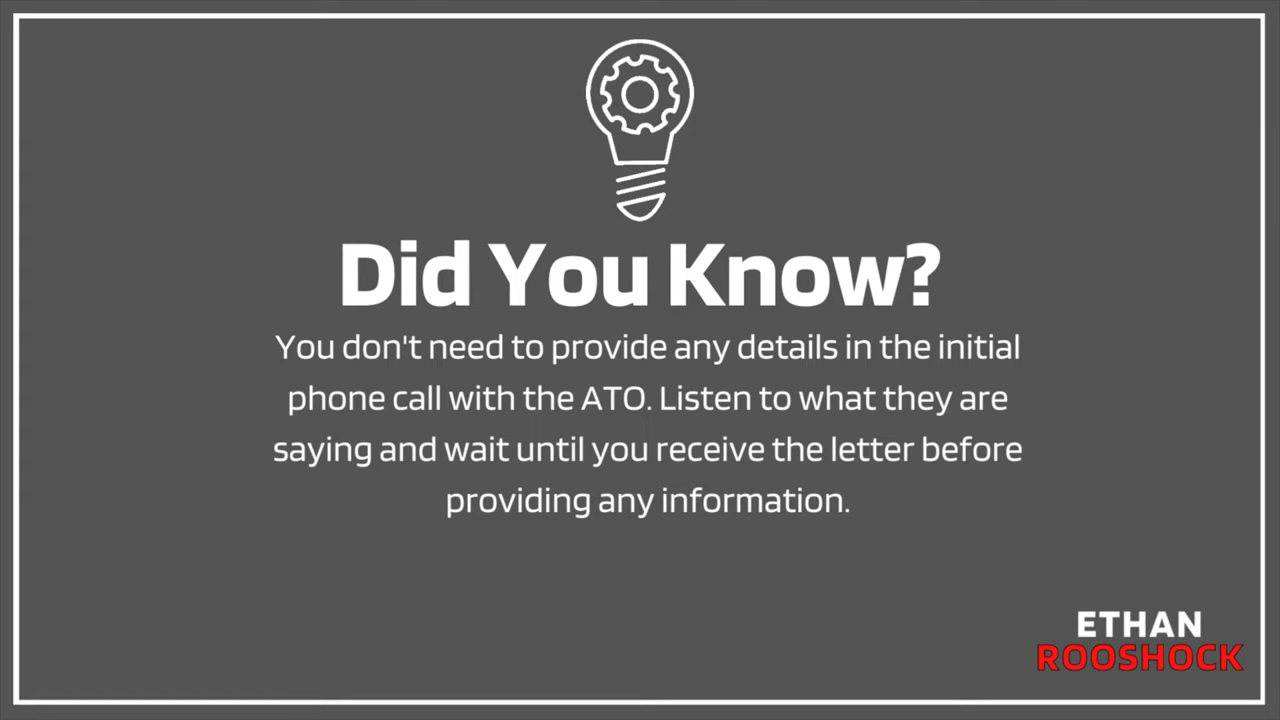 Did You Know?
You don't need to provide any details in the initial
phone call with the ATO. Listen to what they are
saying and wait until you receive the letter before
providing any information.
ETHAN
ROOSHOCK